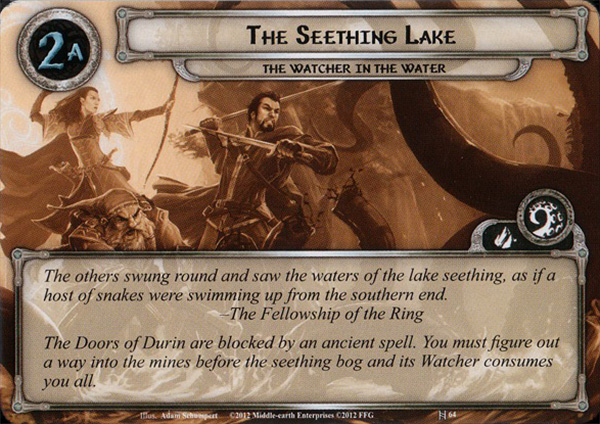 2A
THE SEETHING LAKE
THE WATCHER IN THE WATER
The others swung round and saw the waters of the lake seething, as if a
host of snakes were swimming up from the southern end.
–The Fellowship of the Ring
The Doors of Durin are blocked by an ancient spell. You must figure out
a way into the mines before the seething bog and its Watcher consumes
you all.
Illus. Adam Schumpert ©2012 Middle-earth Enterprises ©2012 FFG 64